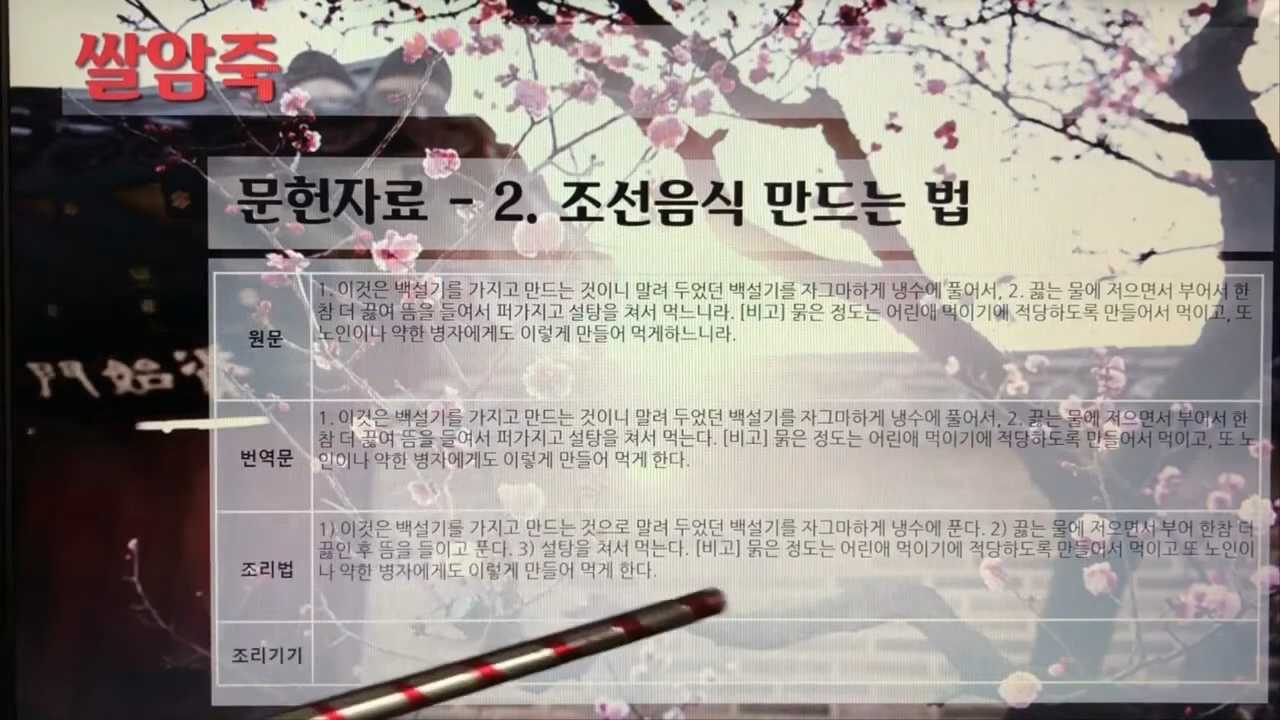 쌀암죽
문헌자료 - 2. 조선음식 만드는 법
원문
1. 이것은 백설기를 가지고 만드는 것이니 말려 두었던 백설기를 자그마하게 냉수에 풀어서, 2. 끓는 물에 저으면서 부어서 한
참 더 끓여 뜸을 들여서 퍼가지고 설탕을 쳐서 먹느니라. [비고] 묽은 정도는 어린애 먹이기에 적당하도록 만들어서 먹이고, 또
노인이나 약한 병자에게도 이렇게 만들어 먹게하느니라.
번역문
1. 이것은 백설기를 가지고 만드는 것이니 말려 두었던 백설기를 자그마하게 냉수에 풀어서, 2. 끓는 물에 저으면서 부어서 한
참 더 끓여 뜸을 들여서 퍼가지고 설탕을 쳐서 먹는다. [비고] 묽은 정도는 어린애 먹이기에 적당하도록 만들어서 먹이고, 또 노
인이나 약한 병자에게도 이렇게 만들어 먹게 한다.
조리법
1) 이것은 백설기를 가지고 만드는 것으로 말려 두었던 백설기를 자그마하게 냉수에 푼다. 2) 끓는 물에 저으면서 부어 한참 더
끓인 후 뜸을 들이고 푼다. 3) 설탕을 쳐서 먹는다. [비고] 묽은 정도는 어린애 먹이기에 적당하도록 만들어서 먹이고 또 노인이
나 약한 병자에게도 이렇게 만들어 먹게 한다.
조리기기